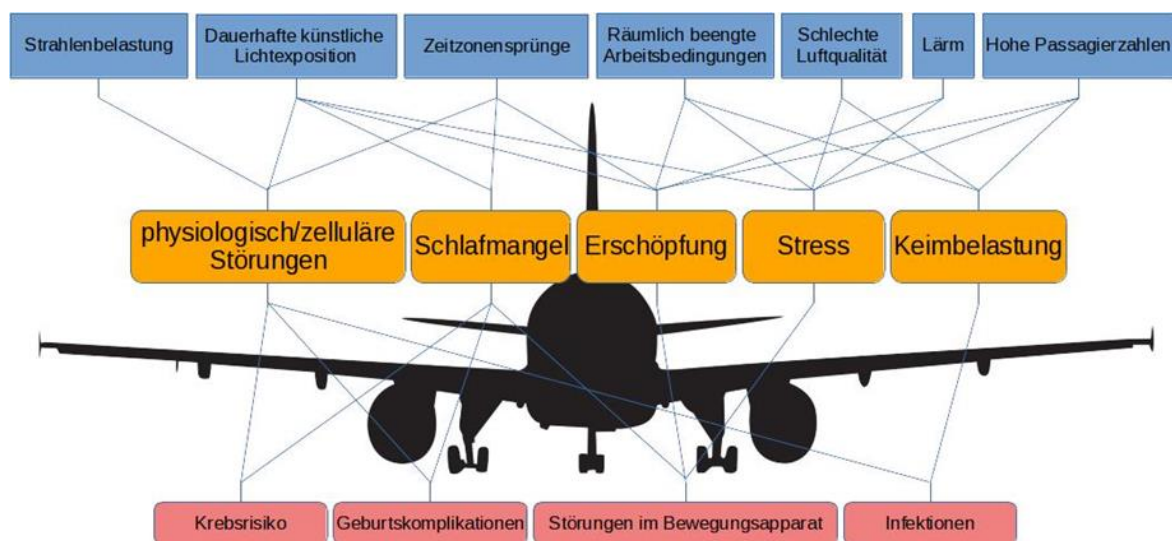 Strahlenbelastung
Dauerhafte künstliche
Lichtexposition
Zeitzonensprünge
Räumlich beengte
Arbeitsbedingungen
Schlechte
Luftqualität
Lärm
Hohe Passagierzahlen
physiologisch/zelluläre
Störungen
Schlafmangel
Erschöpfung
Stress
Keimbelastung
Krebsrisiko
Geburtskomplikationen
Störungen im Bewegungsapparat
Infektionen